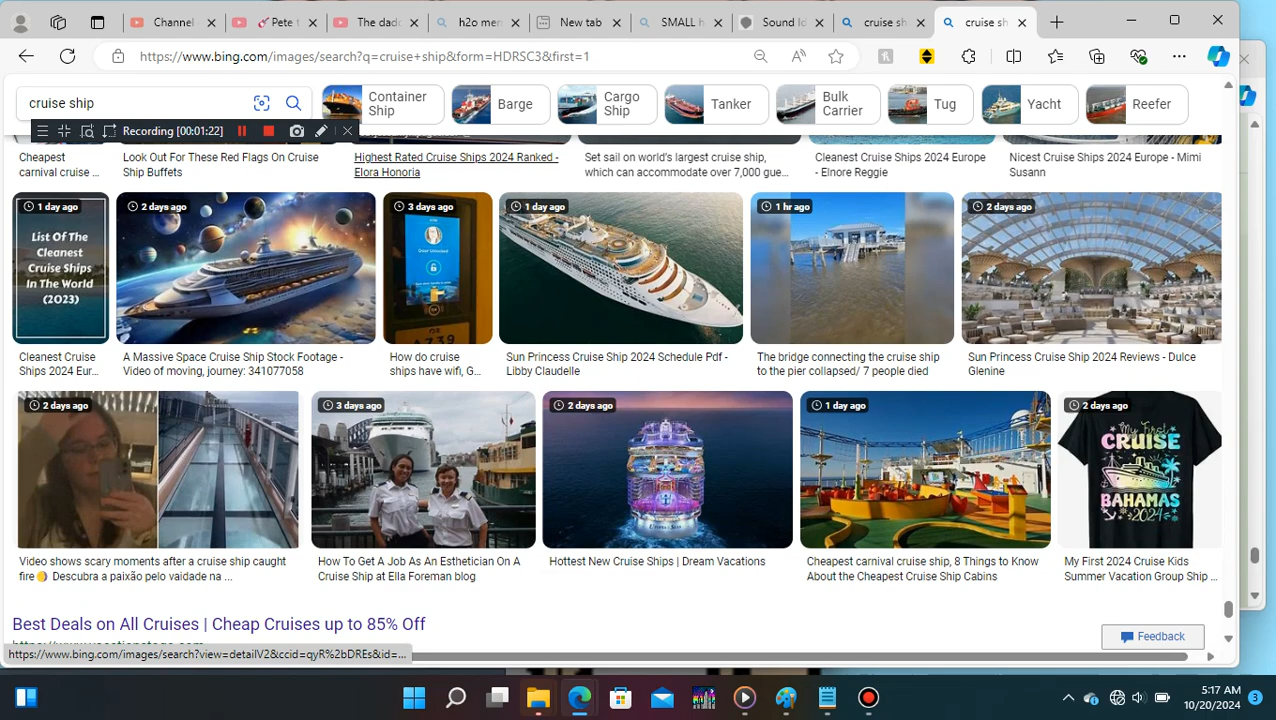 Channel
Pete t
The dadd
h2o mer
New tab
SMALL h
Sound Id
cruise sh
cruise sh
https://www.bing.com/images/search?q=cruise+ship&form=HDRSC3&first=1
cruise ship
Container Ship
Barge
Cargo Ship
Tanker
Bulk Carrier
Tug
Yacht
Reefer
Recording [00:01:22]
Cheapest
carnival cruise ...
Look Out For These Red Flags On Cruise
Ship Buffets
Highest Rated Cruise Ships 2024 Ranked -
Elora Honoria
Set sail on world's largest cruise ship,
which can accommodate over 7,000 gue...
Cleanest Cruise Ships 2024 Europe
- Elnore Reggie
Nicest Cruise Ships 2024 Europe - Mimi
Susann
1 day ago
2 days ago
3 days ago
1 day ago
1 hr ago
2 days ago
List Of The
Cleanest
Cruise Ships
In The World
(2023)
Cleanest Cruise
Ships 2024 Eur...
A Massive Space Cruise Ship Stock Footage -
Video of moving, journey: 341077058
How do cruise
ships have wifi, G...
Sun Princess Cruise Ship 2024 Schedule Pdf -
Libby Claudelle
The bridge connecting the cruise ship
to the pier collapsed/ 7 people died
Sun Princess Cruise Ship 2024 Reviews - Dulce
Glenine
2 days ago
3 days ago
2 days ago
1 day ago
2 days ago
My First
CRUISE
BAHAMAS
2024
Video shows scary moments after a cruise ship caught
fire Descubra a paixão pelo vaidade na ...
How To Get A Job As An Esthetician On A
Cruise Ship at Ella Foreman blog
Hottest New Cruise Ships | Dream Vacations
Cheapest carnival cruise ship, 8 Things to Know
About the Cheapest Cruise Ship Cabins
My First 2024 Cruise Kids
Summer Vacation Group Ship ...
Best Deals on All Cruises | Cheap Cruises up to 85% Off
Feedback
https://www.bing.com/images/search?view=detailV2&ccid=qyR%2bDREs&id=...
5:17 AM
10/20/2024
3